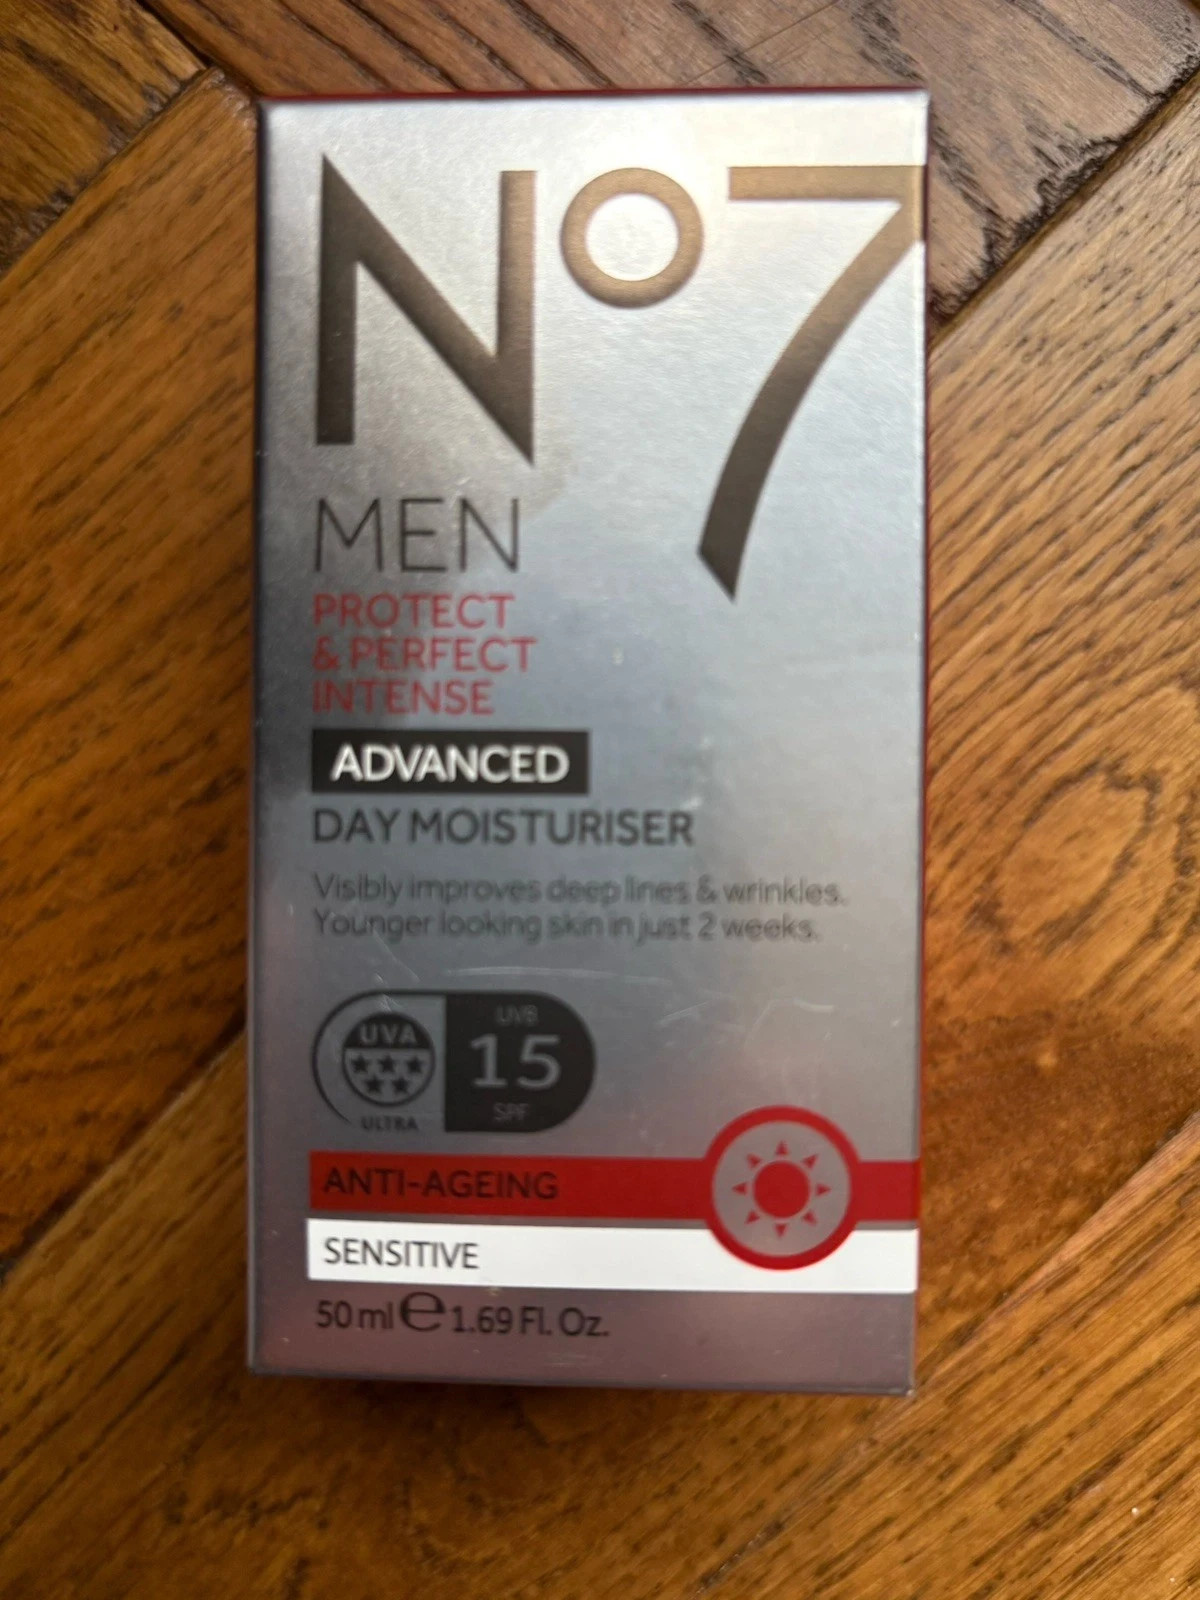 Nº7
MEN
PROTECT
& PERFECT
INTENSE
ADVANCED
DAY MOISTURISER
Visibly improves deep lines & wrinkles.
Younger looking skin in just 2 weeks.
UVA
ULTRA
UVB
15
SPF
ANTI-AGEING
SENSITIVE
50 ml ℮ 1.69 Fl. Oz.